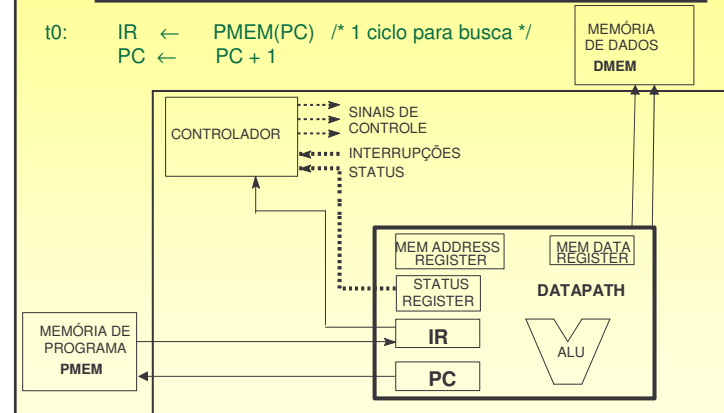 t0: IR ← PMEM(PC) /* 1 ciclo para busca */
PC ← PC + 1
MEMÓRIA
DE DADOS
DMEM
CONTROLADOR
SINAIS DE
CONTROLE
INTERRUPÇÕES
STATUS
MEM ADDRESS
REGISTER
MEM DATA
REGISTER
STATUS
REGISTER
DATAPATH
MEMÓRIA DE
PROGRAMA
PMEM
IR
ALU
PC